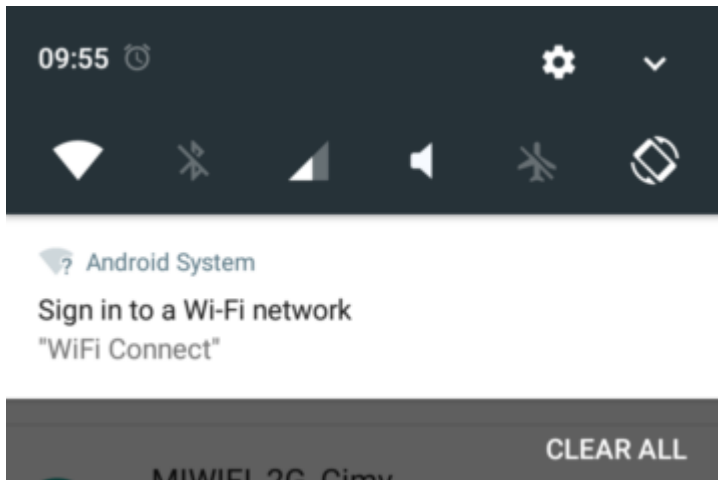 09:55
Android System
Sign in to a Wi-Fi network
"WiFi Connect"
CLEAR ALL